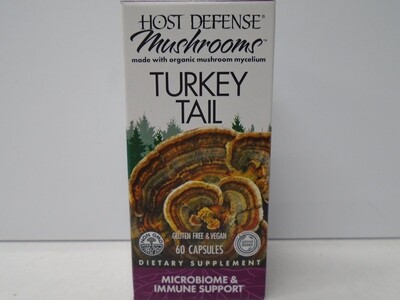 HOST DEFENSE®
Mushrooms™
made with organic mushroom mycelium
TURKEY
TAIL
GLUTEN FREE & VEGAN
60 CAPSULES
DIETARY SUPPLEMENT
MICROBIOME &
IMMUNE SUPPORT